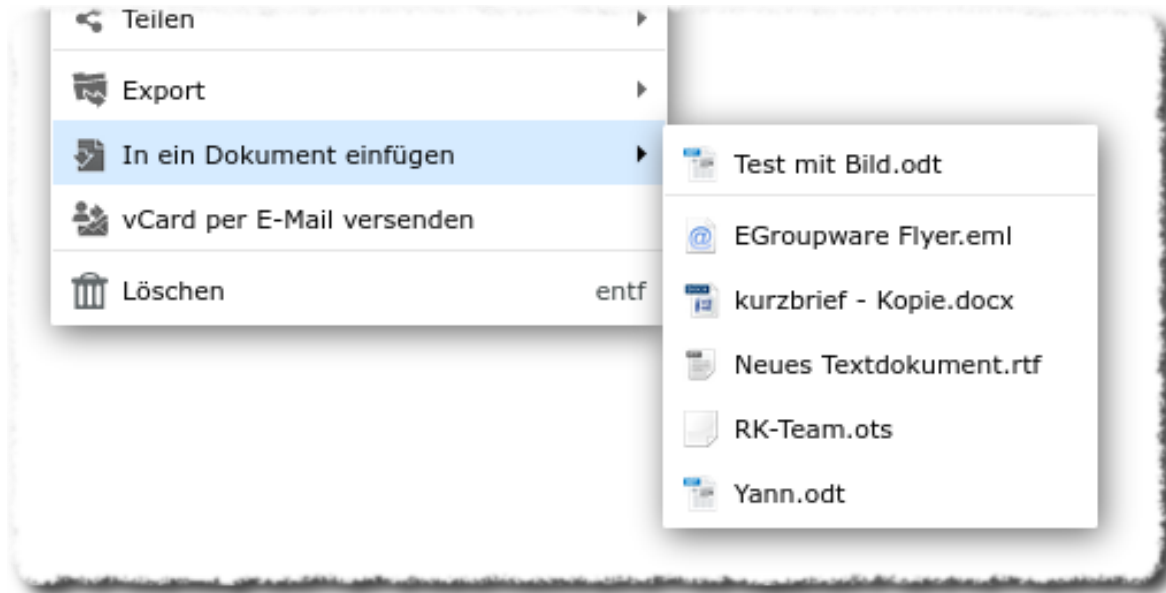 Teilen
Export
In ein Dokument einfügen
vCard per E-Mail versenden
Löschen entf
Test mit Bild.odt
EGroupware Flyer.eml
kurzbrief - Kopie.docx
Neues Textdokument.rtf
RK-Team.ots
Yann.odt